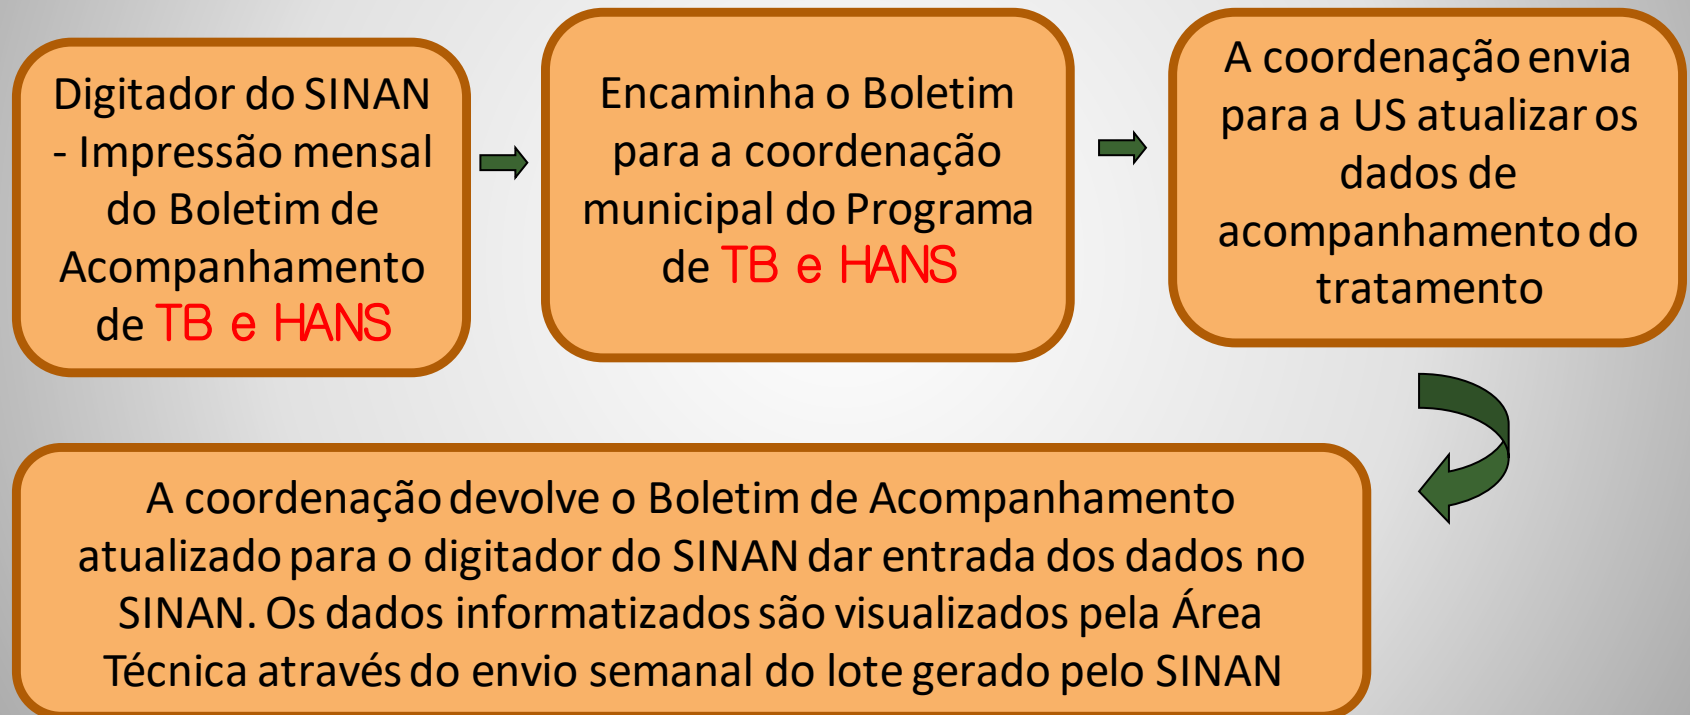 Digitador do SINAN
- Impressão mensal
do Boletim de
Acompanhamento
de TB e HANS
Encaminha o Boletim
para a coordenação
municipal do Programa
de TB e HANS
A coordenação envia
para a US atualizar os
dados de
acompanhamento do
tratamento
A coordenação devolve o Boletim de Acompanhamento
atualizado para o digitador do SINAN dar entrada dos dados no
SINAN. Os dados informatizados são visualizados pela Área
Técnica através do envio semanal do lote gerado pelo SINAN